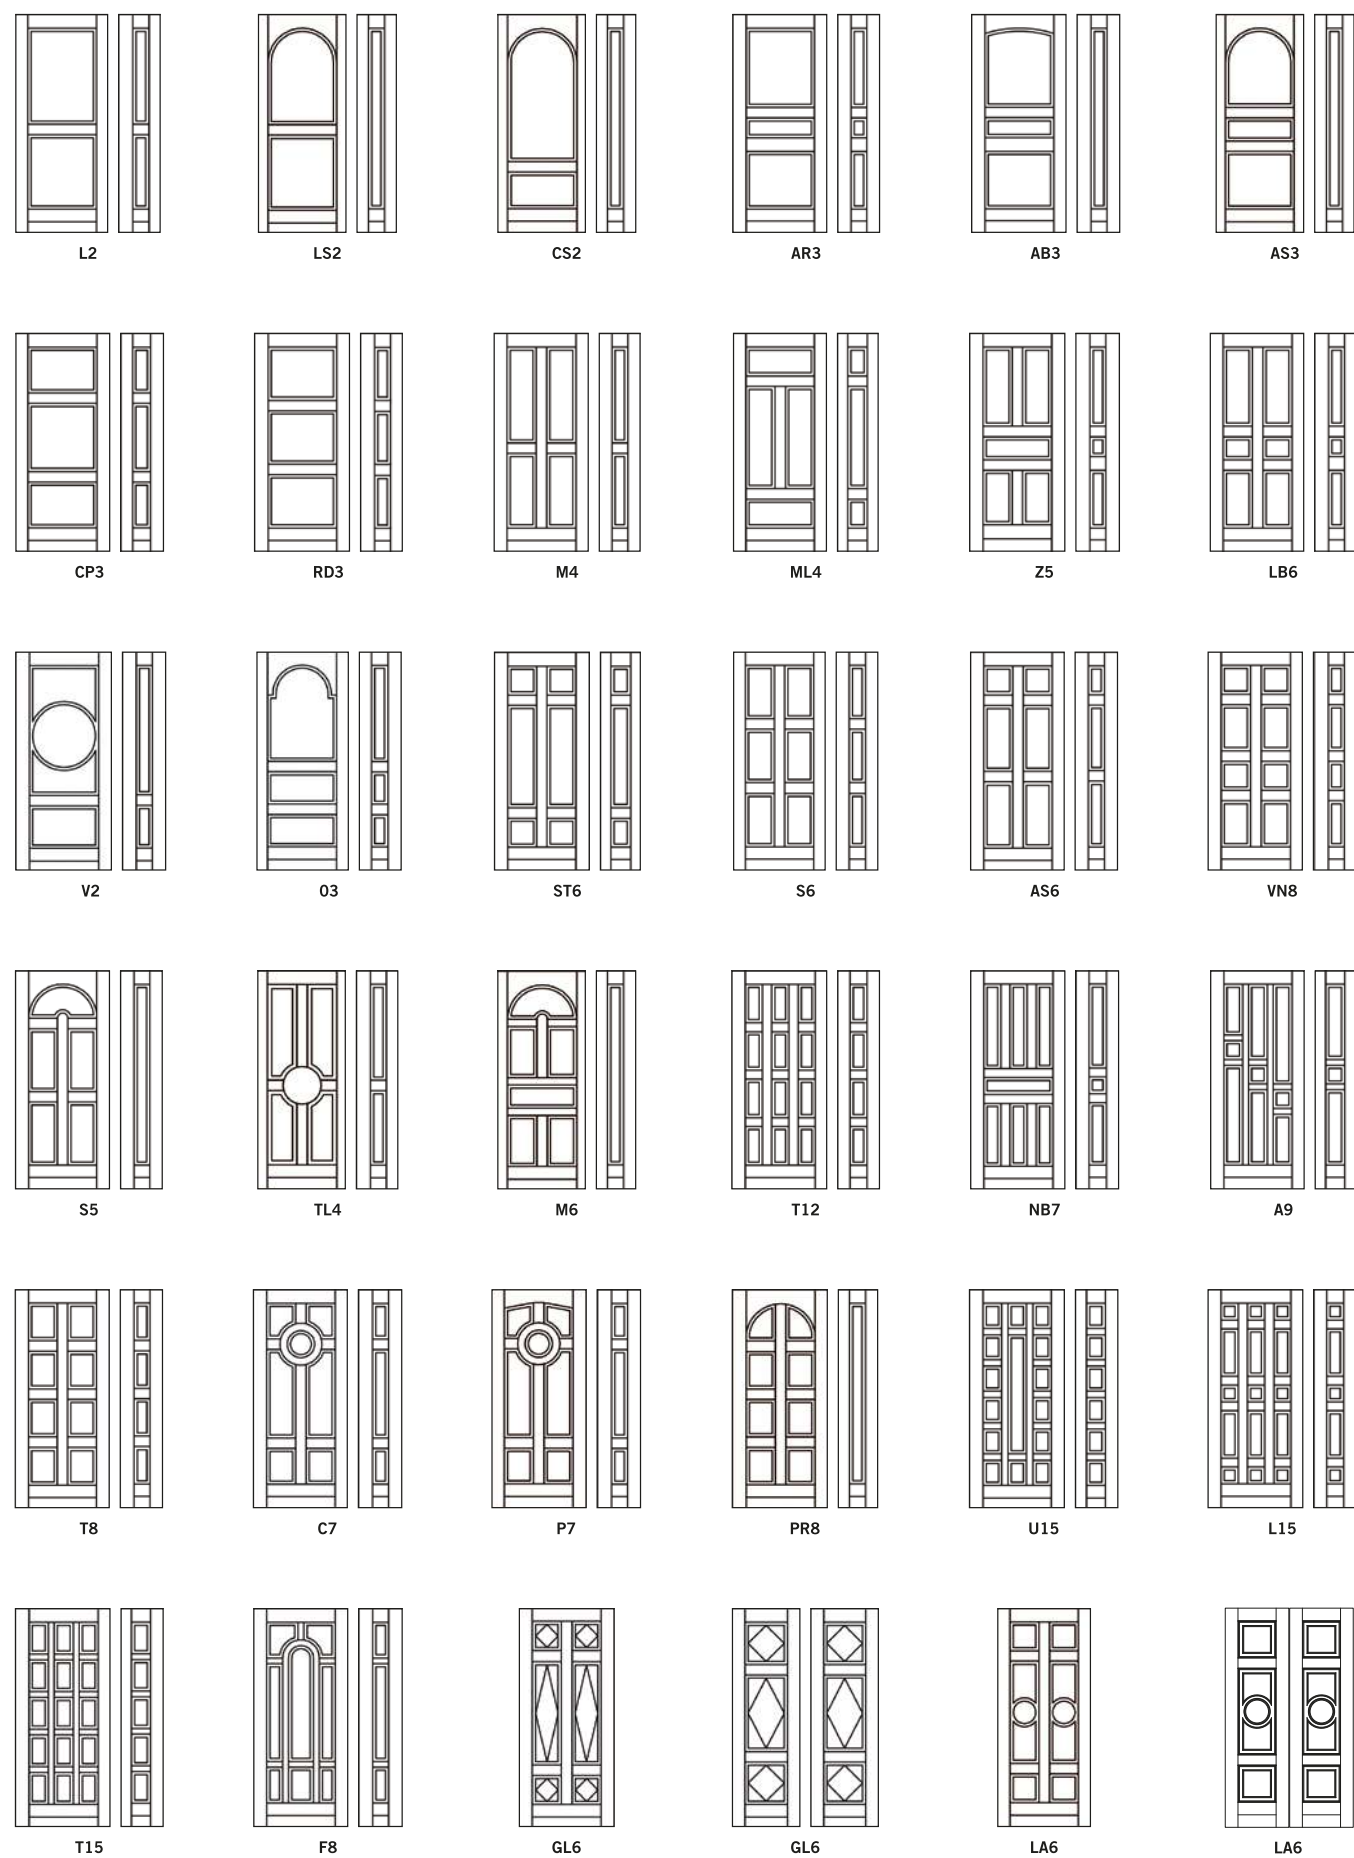 L2 LS2 CS2 AR3 AB3 AS3
CP3 RD3 M4 ML4 Z5 LB6
V2 03 ST6 S6 AS6 VN8
S5 TL4 M6 T12 NB7 A9
T8 C7 P7 PR8 U15 L15
T15 F8 GL6 GL6 LA6 LA6